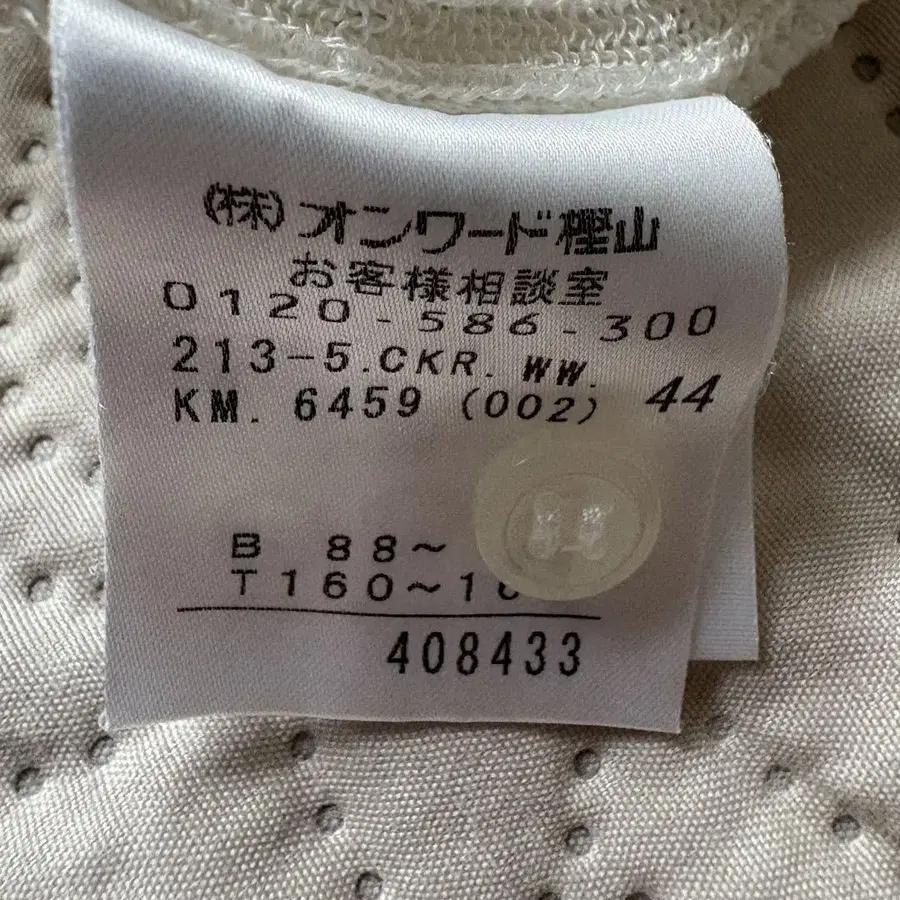 (株)オンワード樫山
お客様相談室
0120-586-300
213-5.CKR. WW.
KM. 6459 (002) 44
B 88~
T160~16
408433